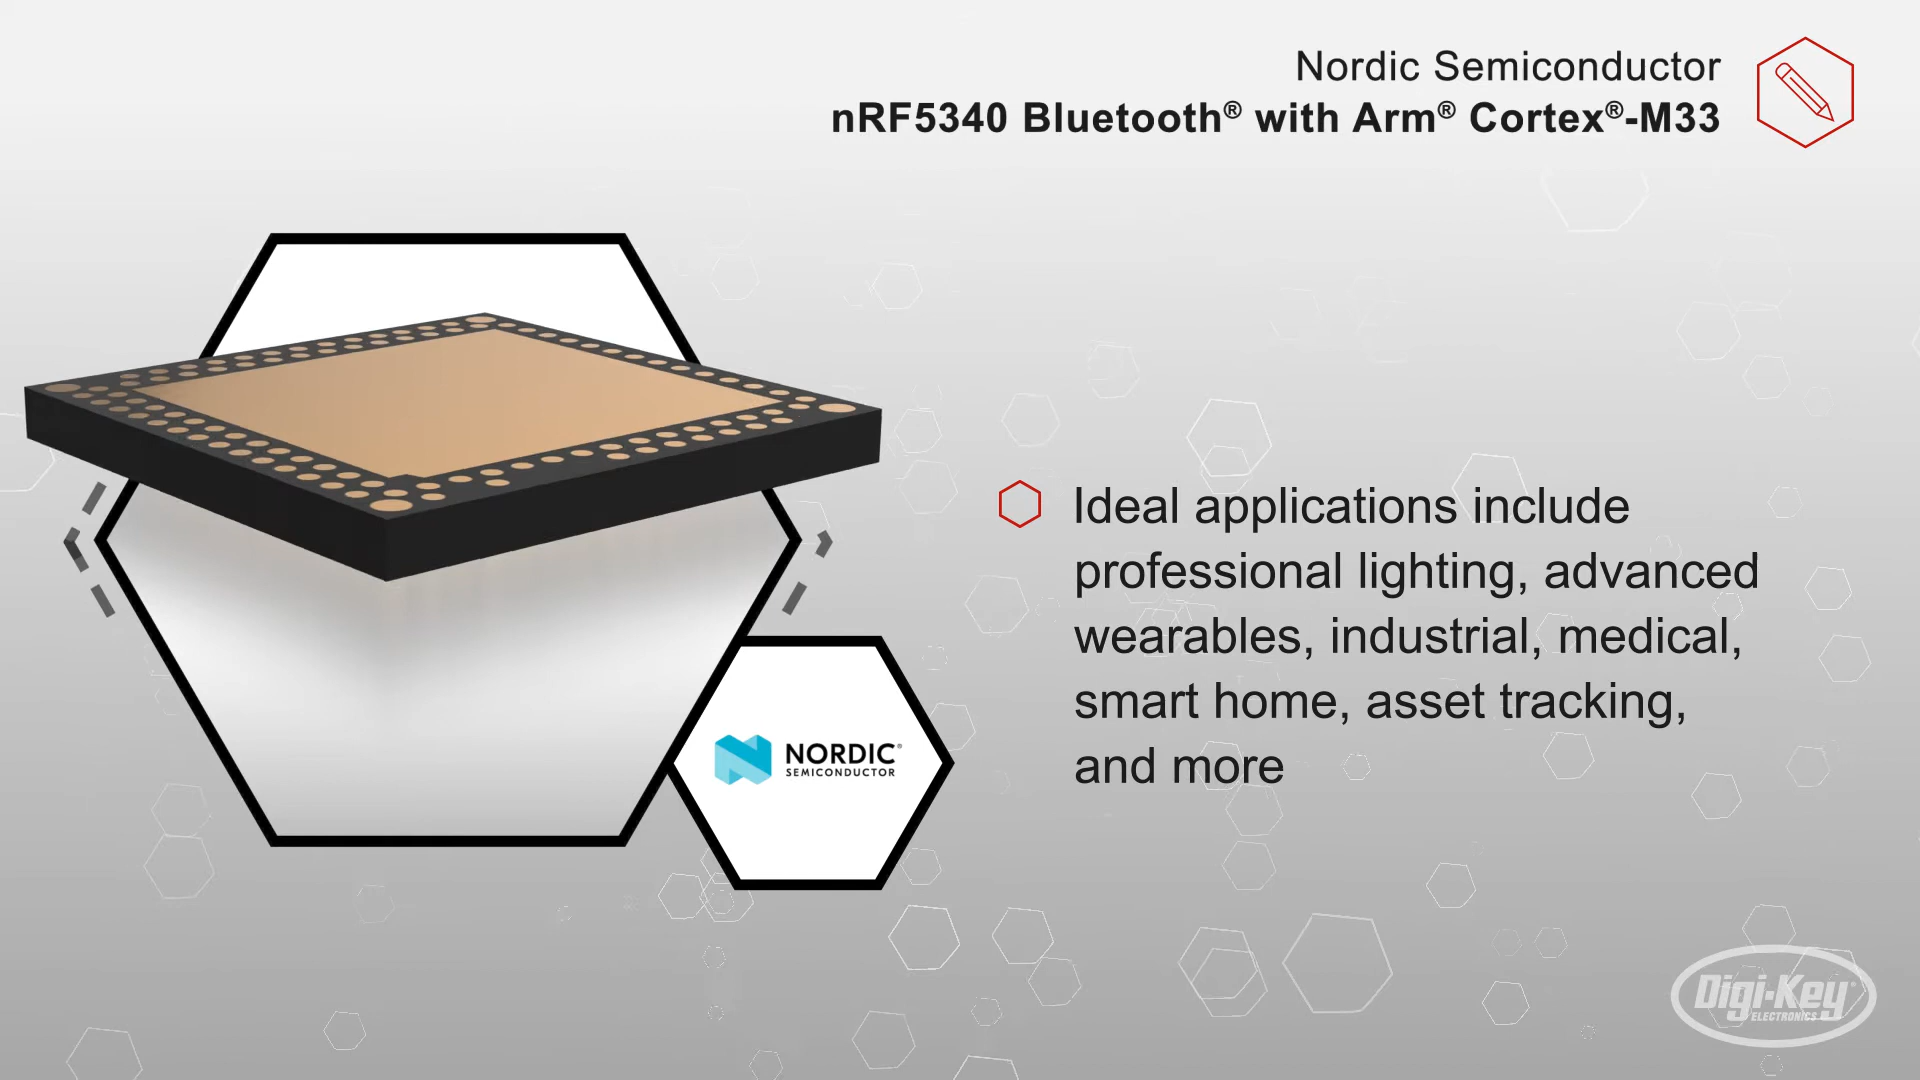 Nordic Semiconductor
nRF5340 Bluetooth® with Arm® Cortex®-M33
Ideal applications include
professional lighting, advanced
wearables, industrial, medical,
smart home, asset tracking,
and more
NORDIC®
SEMICONDUCTOR
Digi-Key®
ELECTRONICS